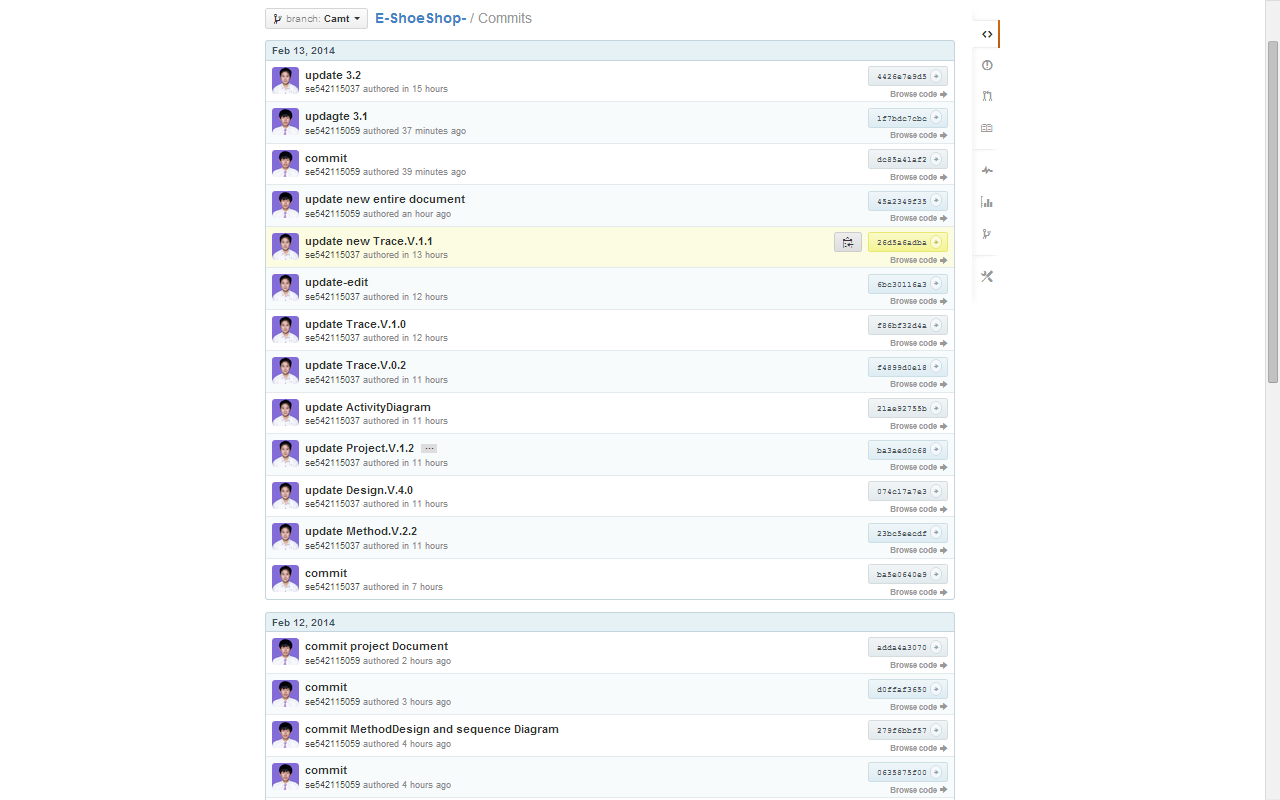 branch: Camt E-ShoeShop- / Commits
Feb 13, 2014
update 3.2 4426e7e9d5
se542115037 authored in 15 hours Browse code
updagte 3.1 1f7bdc7cbc
se542115059 authored 37 minutes ago Browse code
commit dc85a41af2
se542115059 authored 39 minutes ago Browse code
update new entire document 45a2349f35
se542115059 authored an hour ago Browse code
update new Trace.V.1.1 26d5a6adba
se542115037 authored in 13 hours Browse code
update-edit 6bc30116a3
se542115037 authored in 12 hours Browse code
update Trace.V.1.0 f86bf32d4a
se542115037 authored in 12 hours Browse code
update Trace.V.0.2 f4899d0e18
se542115037 authored in 11 hours Browse code
update ActivityDiagram 21ae92755b
se542115037 authored in 11 hours Browse code
update Project.V.1.2 ... ba3aed0c68
se542115037 authored in 11 hours Browse code
update Design.V.4.0 074c17a7e3
se542115037 authored in 11 hours Browse code
update Method.V.2.2 23bc5eecdf
se542115037 authored in 11 hours Browse code
commit ba5e0640e9
se542115037 authored in 7 hours Browse code
Feb 12, 2014
commit project Document adda4a3070
se542115059 authored 2 hours ago Browse code
commit d0ffaf3650
se542115059 authored 3 hours ago Browse code
commit MethodDesign and sequence Diagram 279f6bbf57
se542115059 authored 4 hours ago Browse code
commit 0635875f00
se542115059 authored 4 hours ago Browse code